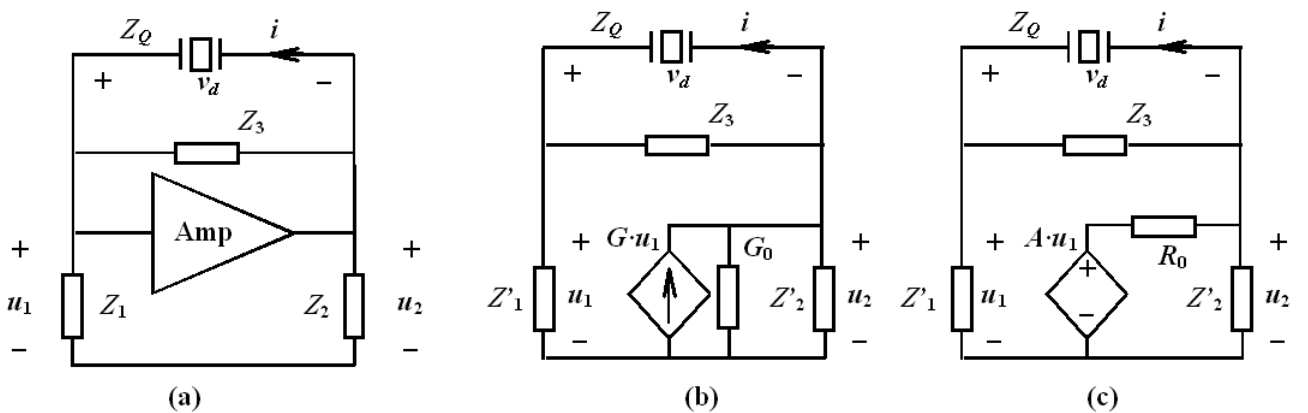 Z_Q i
+ v_d −
Z_3
Amp
+ u_1 − Z_1
Z_2 + u_2 −
(a)
Z_Q i
+ v_d −
Z_3
Z'_1 + u_1 −
G·u_1 G_0
Z'_2 + u_2 −
(b)
Z_Q i
+ v_d −
Z_3
Z'_1 + u_1 −
A·u_1 + −
R_0
Z'_2 + u_2 −
(c)